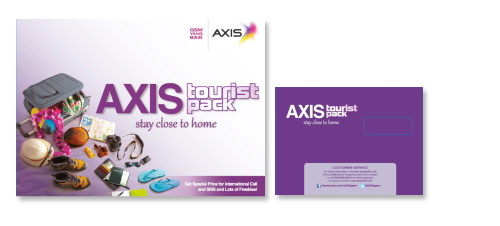 GSM
YANG
BAIK
AXIS
AXIS tourist
pack
stay close to home
Get Special Price for International Call
and SMS and Lots of Freebies!
AXIS tourist
pack
stay close to home
CUSTOMER SERVICE